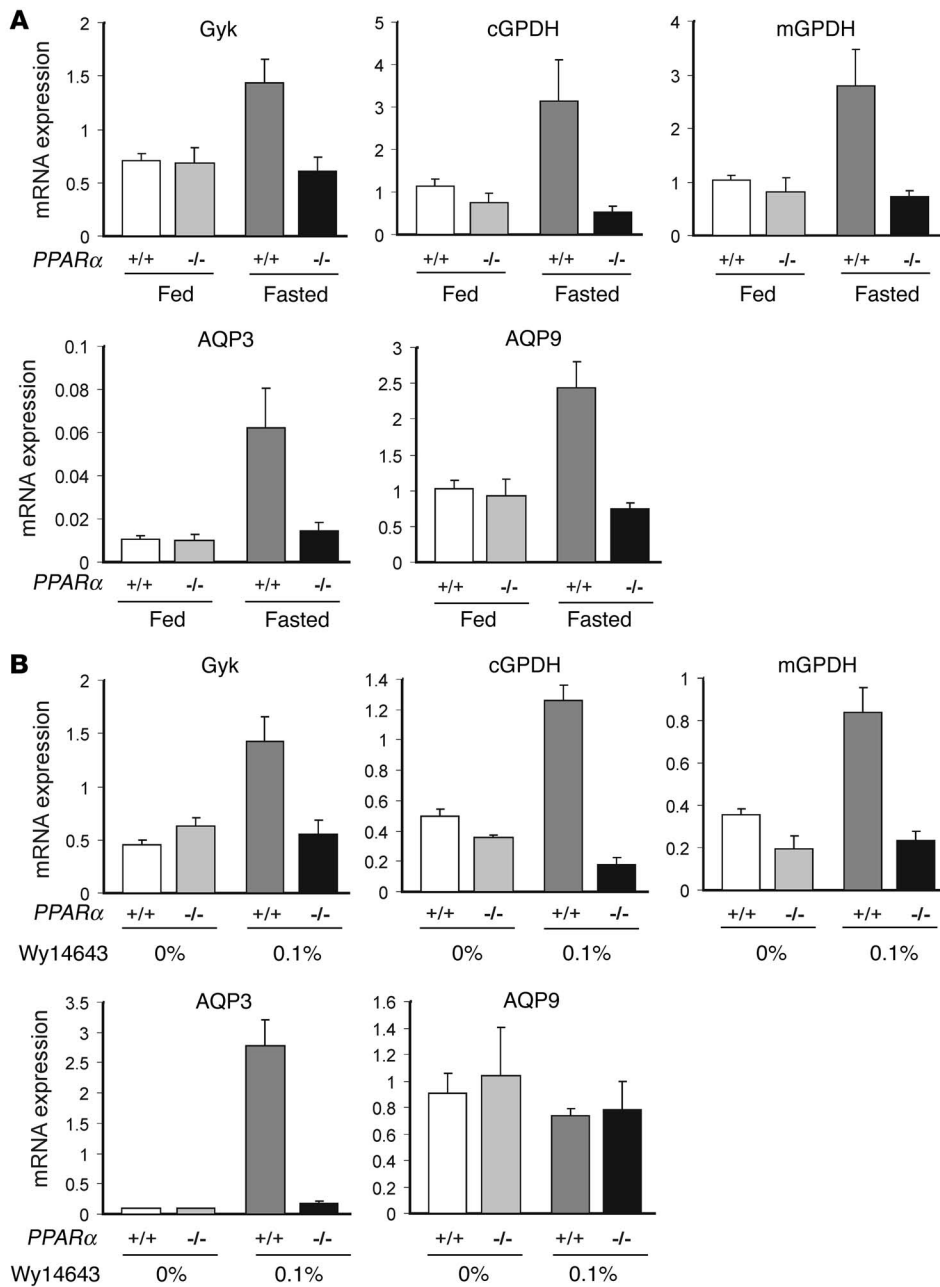 A
Gyk
cGPDH
mGPDH
mRNA expression
2
1.5
1
0.5
0
5
4
3
2
1
0
4
3
2
1
0
PPARα +/+ -/- +/+ -/- +/+ -/- +/+ -/- +/+ -/- +/+ -/-
Fed Fasted Fed Fasted Fed Fasted
AQP3
AQP9
mRNA expression
0.1
0.08
0.06
0.04
0.02
0
3
2.5
2
1.5
1
0.5
0
PPARα +/+ -/- +/+ -/- +/+ -/- +/+ -/-
Fed Fasted Fed Fasted
B
Gyk
cGPDH
mGPDH
mRNA expression
2
1.5
1
0.5
0
1.4
1.2
1
0.8
0.6
0.4
0.2
0
1
0.8
0.6
0.4
0.2
0
PPARα +/+ -/- +/+ -/- +/+ -/- +/+ -/- +/+ -/- +/+ -/-
Wy14643 0% 0.1% 0% 0.1% 0% 0.1%
AQP3
AQP9
mRNA expression
3.5
3
2.5
2
1.5
1
0.5
0
1.6
1.4
1.2
1
0.8
0.6
0.4
0.2
0
PPARα +/+ -/- +/+ -/- +/+ -/- +/+ -/-
Wy14643 0% 0.1% 0% 0.1%